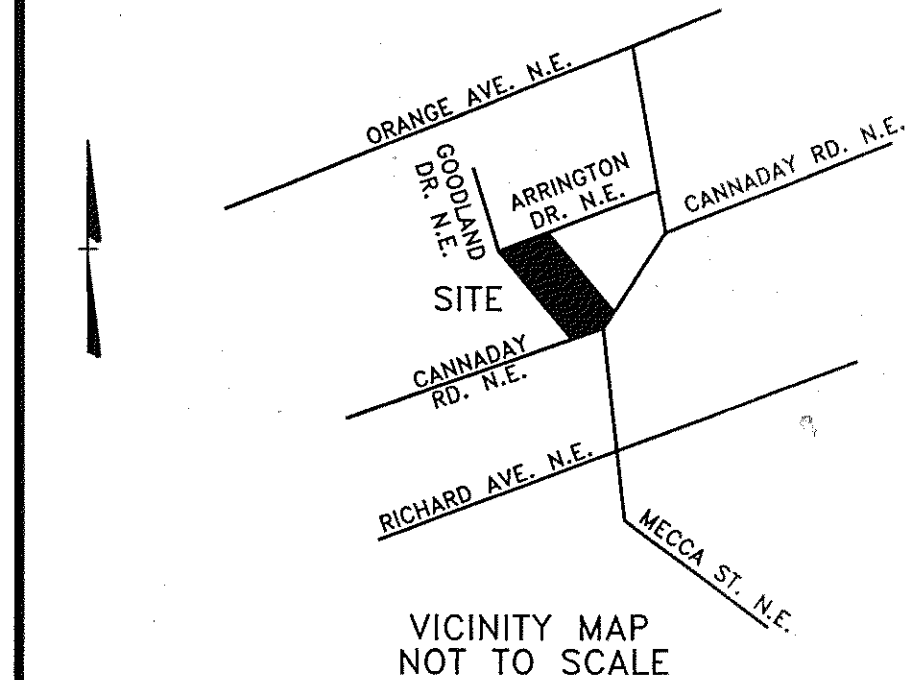 ORANGE AVE. N.E.
GOODLAND
DR. N.E.
ARRINGTON
DR. N.E.
CANNADAY RD. N.E.
SITE
CANNADAY
RD. N.E.
RICHARD AVE. N.E.
MECCA ST. N.E.
VICINITY MAP
NOT TO SCALE